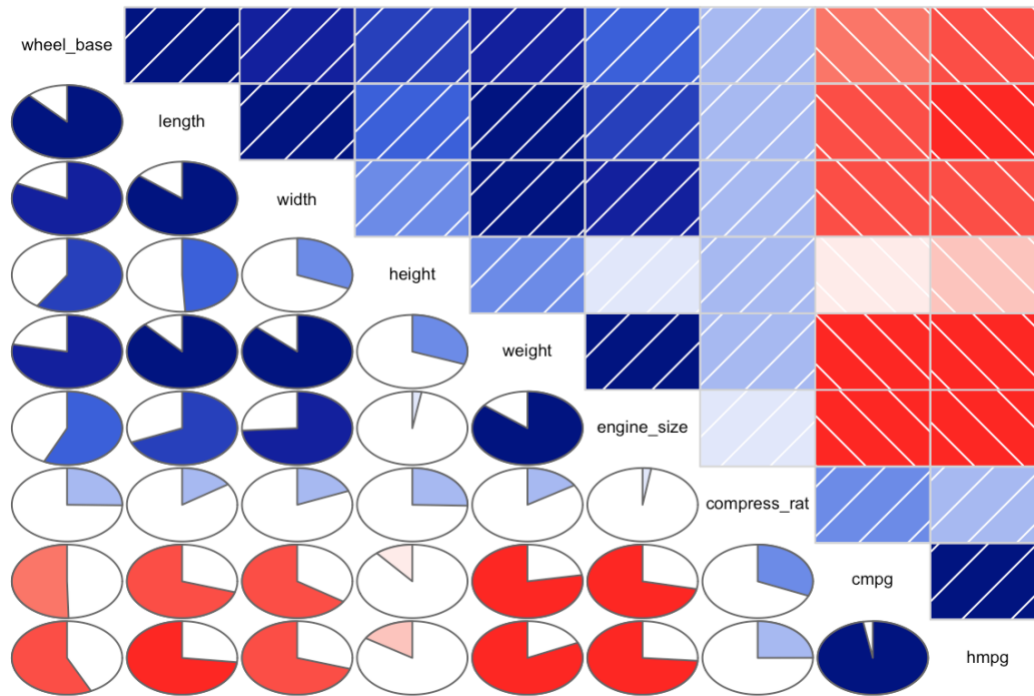 wheel_base
length
width
height
weight
engine_size
compress_rat
cmpg
hmpg